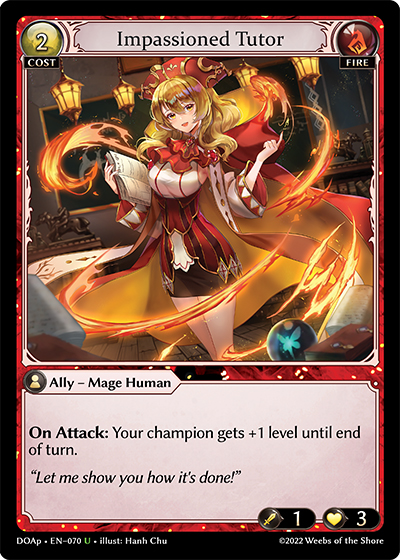 2
Impassioned Tutor
COST
FIRE
Ally – Mage Human
On Attack: Your champion gets +1 level until end
of turn.
“Let me show you how it's done!”
1
3
DOAp • EN–070 U • illust: Hanh Chu
©2022 Weebs of the Shore